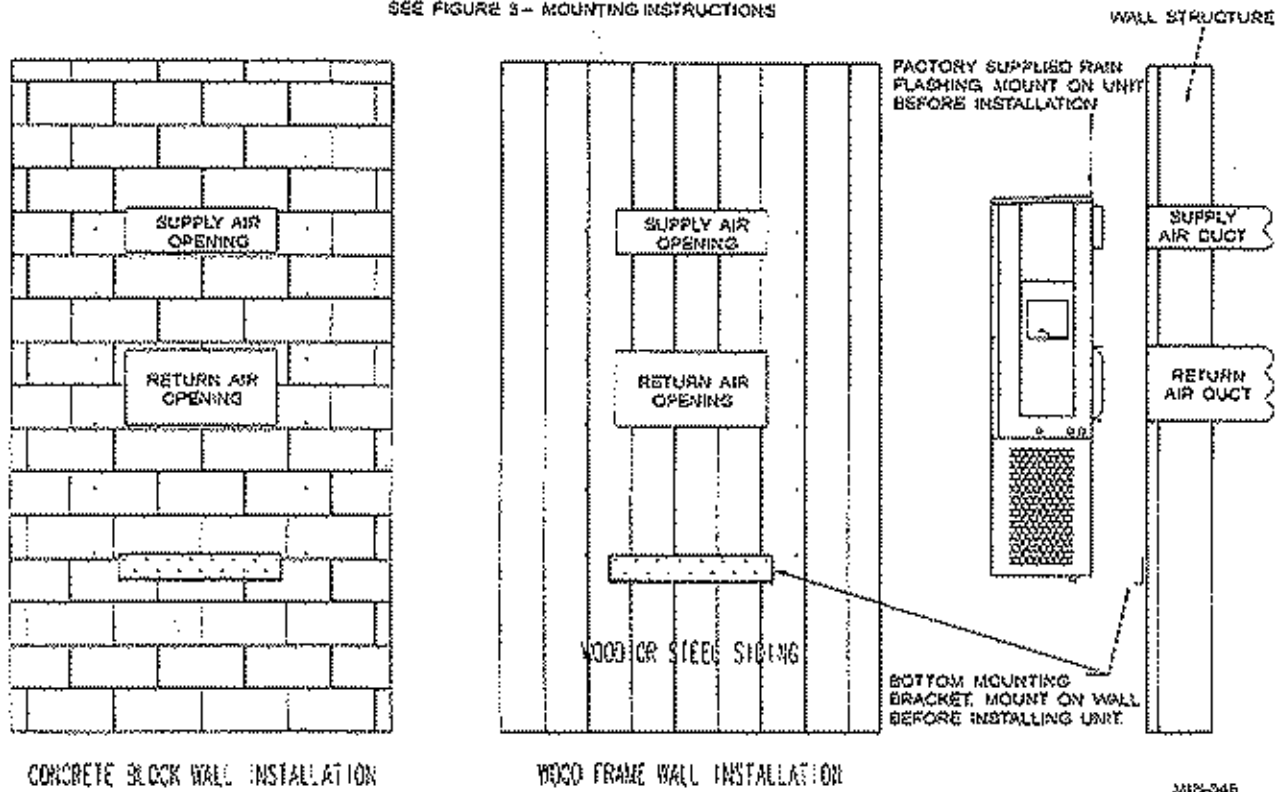 SEE FIGURE 3 – MOUNTING INSTRUCTIONS
WALL STRUCTURE
FACTORY SUPPLIED RAIN
FLASHING MOUNT ON UNIT
BEFORE INSTALLATION
SUPPLY AIR
OPENING
SUPPLY AIR
OPENING
SUPPLY
AIR DUCT
RETURN AIR
OPENING
RETURN AIR
OPENING
RETURN
AIR DUCT
WOOD OR STEEL SIDING
BOTTOM MOUNTING
BRACKET. MOUNT ON WALL
BEFORE INSTALLING UNIT.
CONCRETE BLOCK WALL INSTALLATION
WOOD FRAME WALL INSTALLATION